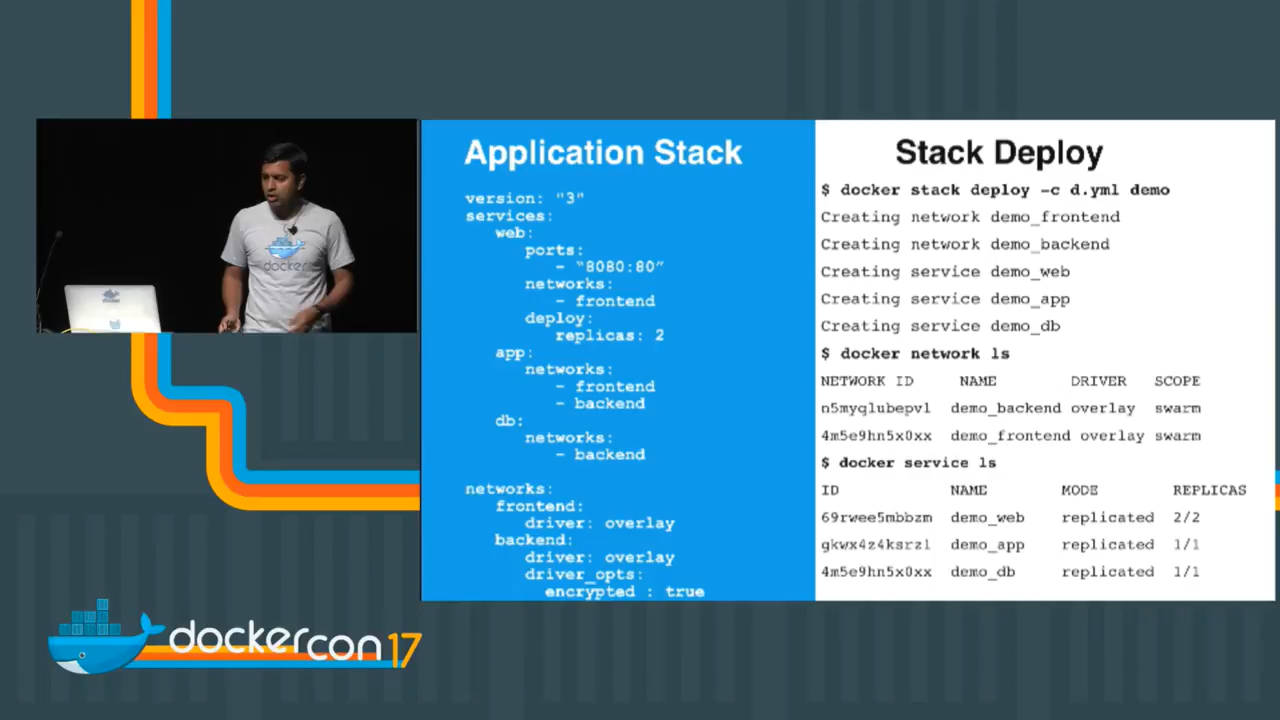 Application Stack
version: "3"
services:
web:
ports:
- "8080:80"
networks:
- frontend
deploy:
replicas: 2
app:
networks:
- frontend
- backend
db:
networks:
- backend
networks:
frontend:
driver: overlay
backend:
driver: overlay
driver_opts:
encrypted : true
Stack Deploy
$ docker stack deploy -c d.yml demo
Creating network demo_frontend
Creating network demo_backend
Creating service demo_web
Creating service demo_app
Creating service demo_db
$ docker network ls
NETWORK ID NAME DRIVER SCOPE
n5myqlubepvl demo_backend overlay swarm
4m5e9hn5x0xx demo_frontend overlay swarm
$ docker service ls
ID NAME MODE REPLICAS
69rwee5mbbzm demo_web replicated 2/2
gkwx4z4ksrzl demo_app replicated 1/1
4m5e9hn5x0xx demo_db replicated 1/1
docker
docker
dockercon 17